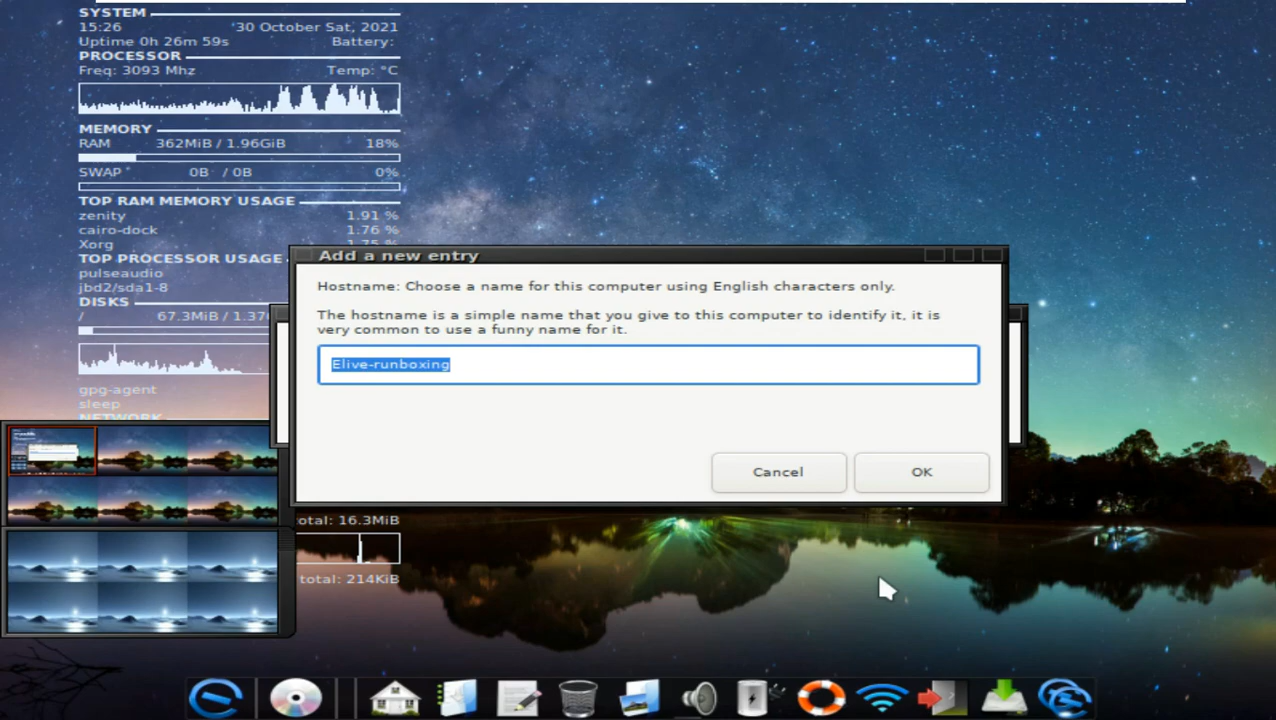 SYSTEM
15:26 30 October Sat, 2021
Uptime 0h 26m 59s Battery:
PROCESSOR
Freq: 3093 Mhz Temp: °C
MEMORY
RAM 362MiB / 1.96GiB 18%
SWAP 0B / 0B 0%
TOP RAM MEMORY USAGE
zenity 1.91 %
cairo-dock 1.76 %
Xorg 1.75 %
TOP PROCESSOR USAGE
pulseaudio
jbd2/sda1-8
DISKS
/ 67.3MiB
gpg-agent
sleep
NETWORK
Add a new entry
Hostname: Choose a name for this computer using English characters only.
The hostname is a simple name that you give to this computer to identify it, it is
very common to use a funny name for it.
Elive-runboxing
Cancel OK
total: 16.3MiB
total: 214KiB